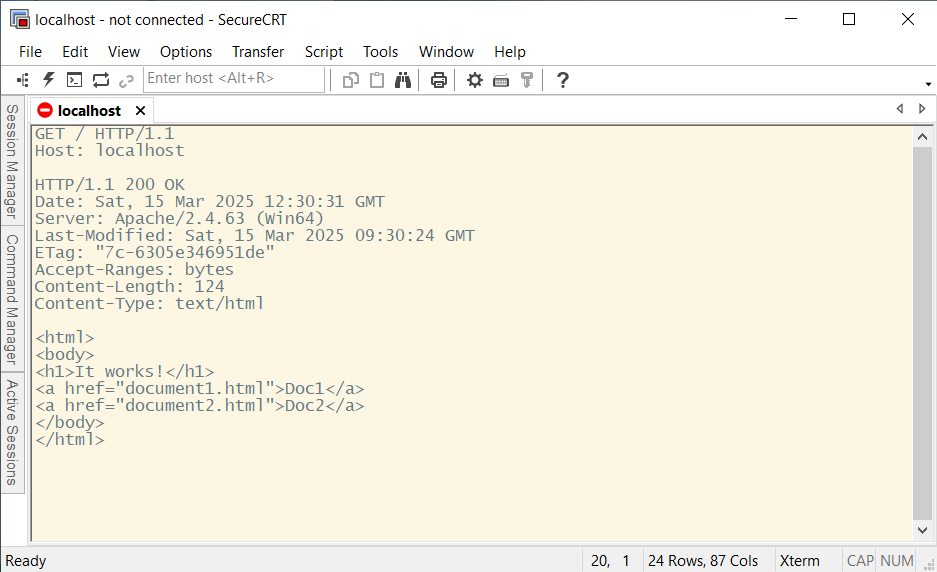 localhost - not connected - SecureCRT
File Edit View Options Transfer Script Tools Window Help
Enter host <Alt+R>
localhost
Session Manager
Command Manager
Active Sessions
GET / HTTP/1.1
Host: localhost
HTTP/1.1 200 OK
Date: Sat, 15 Mar 2025 12:30:31 GMT
Server: Apache/2.4.63 (Win64)
Last-Modified: Sat, 15 Mar 2025 09:30:24 GMT
ETag: "7c-6305e346951de"
Accept-Ranges: bytes
Content-Length: 124
Content-Type: text/html
<html>
<body>
<h1>It works!</h1>
<a href="document1.html">Doc1</a>
<a href="document2.html">Doc2</a>
</body>
</html>
Ready 20, 1 24 Rows, 87 Cols Xterm CAP NUM